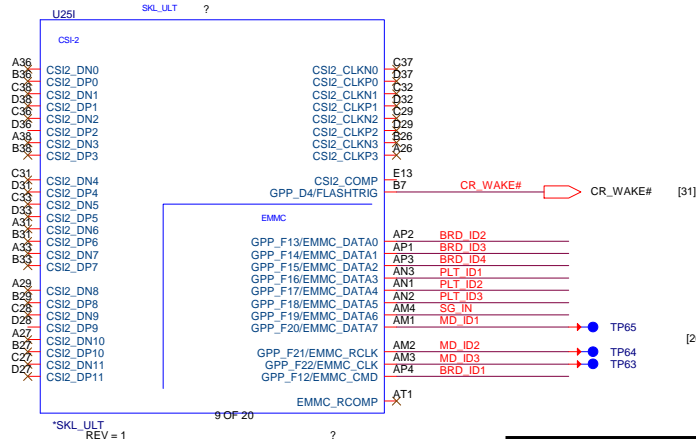 U25I SKL_ULT ?
CSI-2
A36 CSI2_DN0 CSI2_CLKN0 C37
B36 CSI2_DP0 CSI2_CLKP0 D37
C38 CSI2_DN1 CSI2_CLKN1 C32
D38 CSI2_DP1 CSI2_CLKP1 D32
C36 CSI2_DN2 CSI2_CLKN2 C29
D36 CSI2_DP2 CSI2_CLKP2 D29
A38 CSI2_DN3 CSI2_CLKN3 B26
B38 CSI2_DP3 CSI2_CLKP3 A26
C31 CSI2_DN4 CSI2_COMP E13
D31 CSI2_DP4 GPP_D4/FLASHTRIG B7 CR_WAKE# CR_WAKE# [31]
C33 CSI2_DN5
D33 CSI2_DP5 EMMC
A31 CSI2_DN6
B31 CSI2_DP6 GPP_F13/EMMC_DATA0 AP2 BRD_ID2
A33 CSI2_DN7 GPP_F14/EMMC_DATA1 AP1 BRD_ID3
B33 CSI2_DP7 GPP_F15/EMMC_DATA2 AP3 BRD_ID4
GPP_F16/EMMC_DATA3 AN3 PLT_ID1
A29 CSI2_DN8 GPP_F17/EMMC_DATA4 AN1 PLT_ID2
B29 CSI2_DP8 GPP_F18/EMMC_DATA5 AN2 PLT_ID3
C28 CSI2_DN9 GPP_F19/EMMC_DATA6 AM4 SG_IN
D28 CSI2_DP9 GPP_F20/EMMC_DATA7 AM1 MD_ID1 TP65
A27 CSI2_DN10
B27 CSI2_DP10 GPP_F21/EMMC_RCLK AM2 MD_ID2 TP64
C27 CSI2_DN11 GPP_F22/EMMC_CLK AM3 MD_ID3 TP63
D27 CSI2_DP11 GPP_F12/EMMC_CMD AP4 BRD_ID1
EMMC_RCOMP AT1
9 OF 20
*SKL_ULT
REV = 1 ?